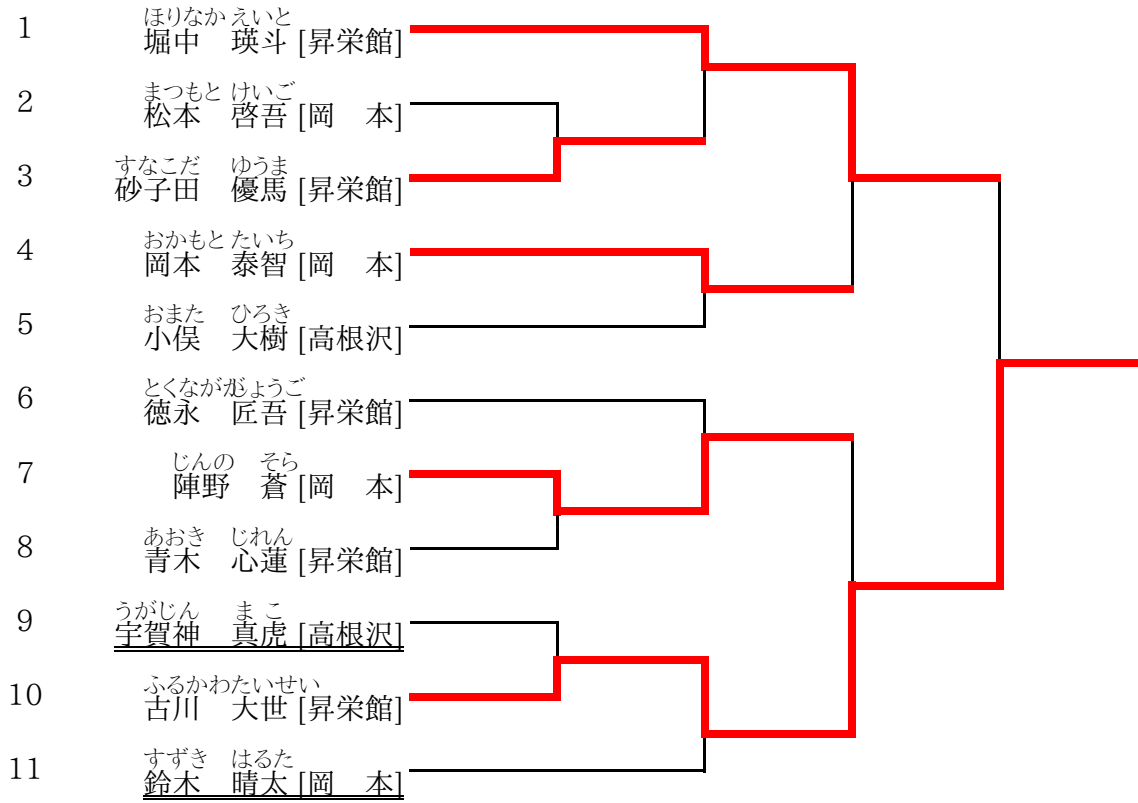 ほりなか えいと
1 堀中 瑛斗 [昇栄館]
まつもと けいご
2 松本 啓吾 [岡 本]
すなこだ ゆうま
3 砂子田 優馬 [昇栄館]
おかもと たいち
4 岡本 泰智 [岡 本]
おまた ひろき
5 小俣 大樹 [高根沢]
とくなが じょうご
6 徳永 匠吾 [昇栄館]
じんの そら
7 陣野 蒼 [岡 本]
あおき じれん
8 青木 心蓮 [昇栄館]
うがじん まこ
9 宇賀神 真虎 [高根沢]
ふるかわ たいせい
10 古川 大世 [昇栄館]
すずき はるた
11 鈴木 晴太 [岡 本]